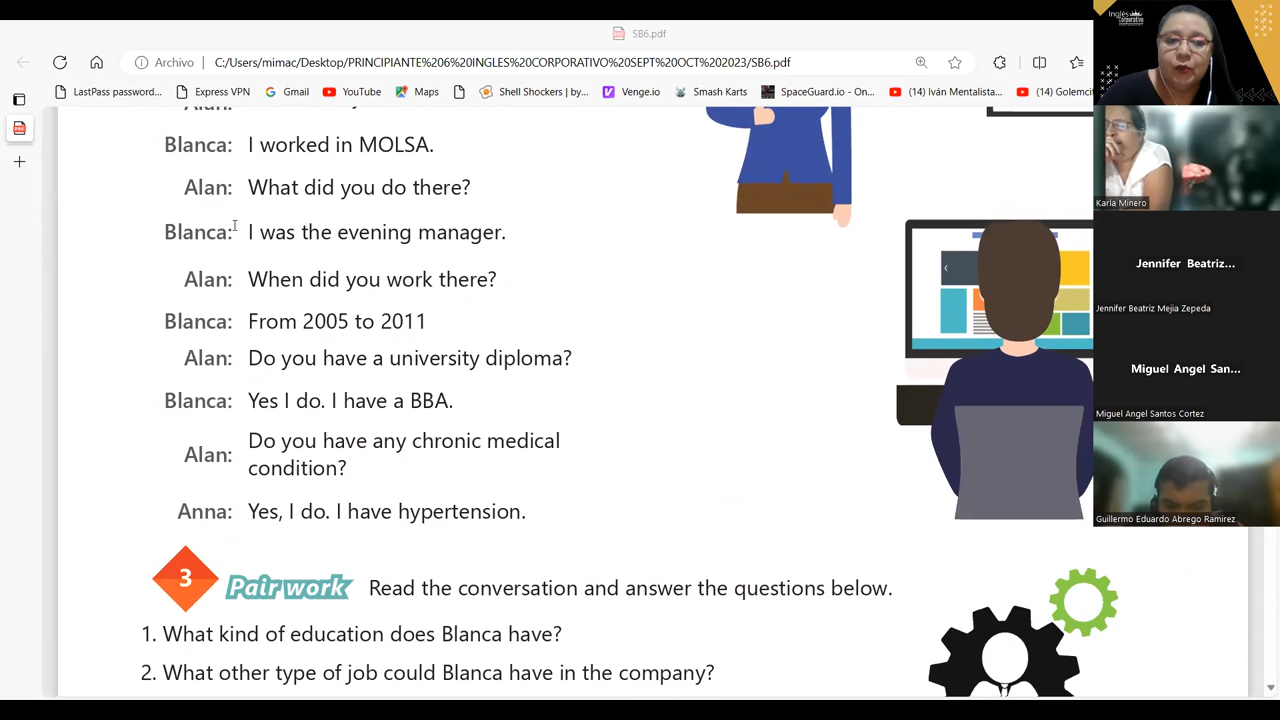 SB6.pdf
Archivo
C:/Users/mimac/Desktop/PRINCIPIANTE%206%20INGLES%20CORPORATIVO%20SEPT%20OCT%202023/SB6.pdf
LastPass password...
Express VPN
Gmail
YouTube
Maps
Shell Shockers | by...
Venge.io
Smash Karts
SpaceGuard.io - On...
(14) Iván Mentalista...
(14) Golemcit
Alan:
Blanca: I worked in MOLSA.
Alan: What did you do there?
Blanca: I was the evening manager.
Alan: When did you work there?
Blanca: From 2005 to 2011
Alan: Do you have a university diploma?
Blanca: Yes I do. I have a BBA.
Alan: Do you have any chronic medical
condition?
Anna: Yes, I do. I have hypertension.
3 Pair work Read the conversation and answer the questions below.
1. What kind of education does Blanca have?
2. What other type of job could Blanca have in the company?
Inglés
Corporativo
Karla Minero
Jennifer Beatriz...
Jennifer Beatriz Mejia Zepeda
Miguel Angel San...
Miguel Angel Santos Cortez
Guillermo Eduardo Abrego Ramirez